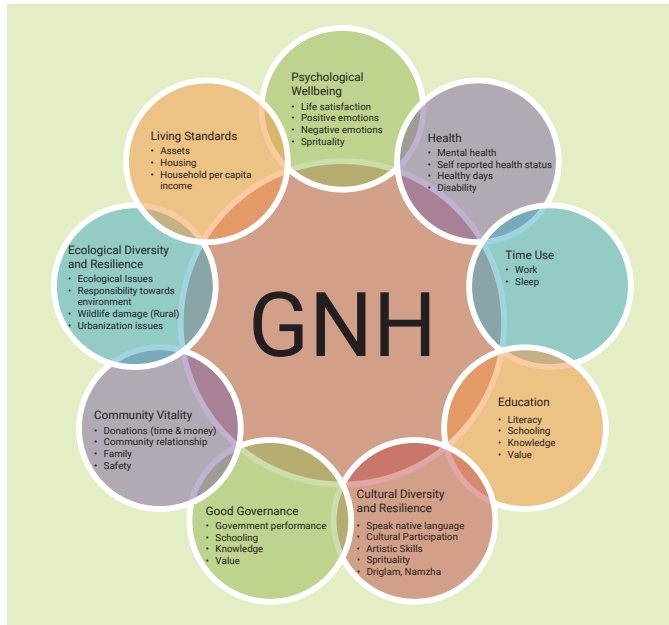 Psychological
Wellbeing
• Life satisfaction
• Positive emotions
• Negative emotions
• Sprituality
Health
• Mental health
• Self reported health status
• Healthy days
• Disability
Time Use
• Work
• Sleep
Education
• Literacy
• Schooling
• Knowledge
• Value
Cultural Diversity
and Resilience
• Speak native language
• Cultural Participation
• Artistic Skills
• Sprituality
• Driglam, Namzha
Good Governance
• Government performance
• Schooling
• Knowledge
• Value
Community Vitality
• Donations (time & money)
• Community relationship
• Family
• Safety
Ecological Diversity
and Resilience
• Ecological Issues
• Responsibility towards
environment
• Wildlife damage (Rural)
• Urbanization issues
Living Standards
• Assets
• Housing
• Household per capita
income
GNH